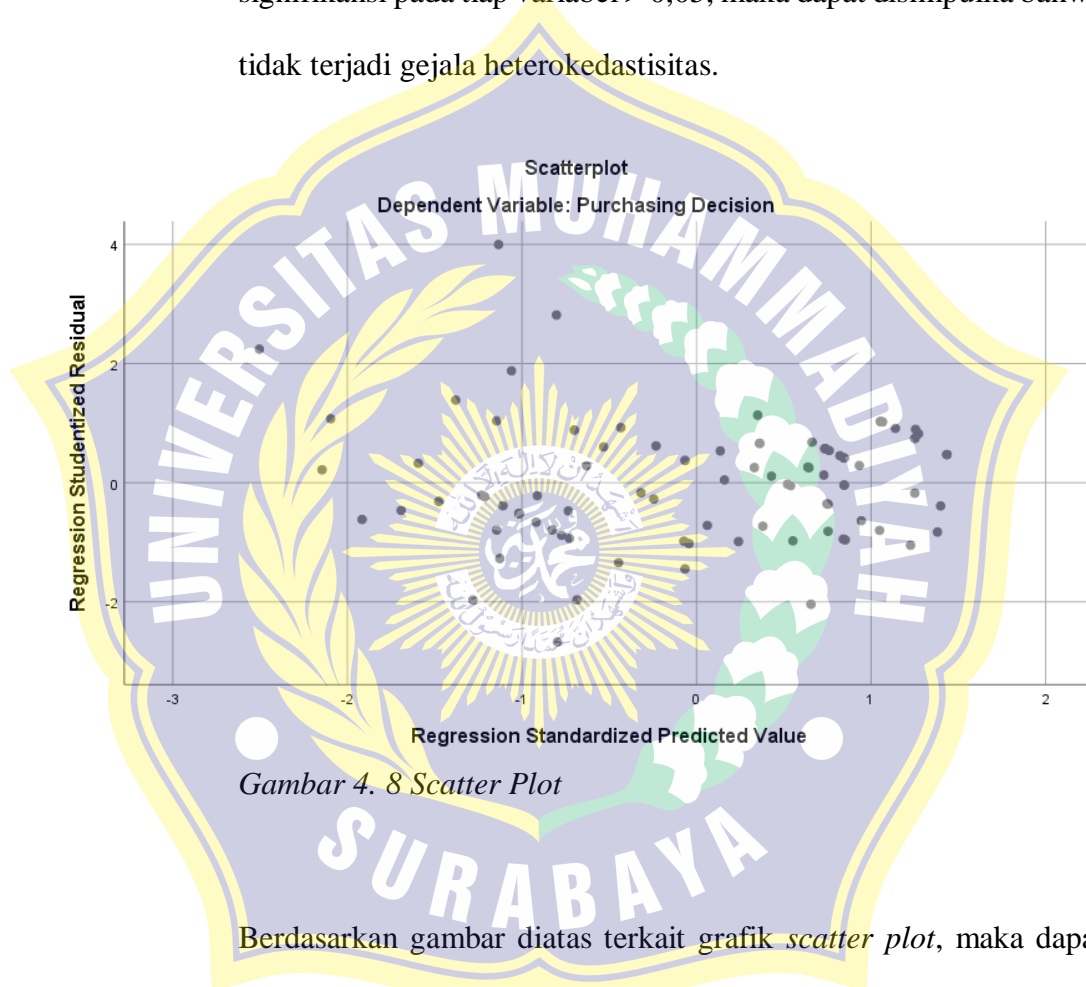 tidak terjadi gejala heterokedastisitas.
Scatterplot
Dependent Variable: Purchasing Decision
Regression Studentized Residual
4
2
0
-2
-3
-2
-1
0
1
2
Regression Standardized Predicted Value
Gambar 4. 8 Scatter Plot
UNIVERSITAS MUHAMMADIYAH
SURABAYA
Berdasarkan gambar diatas terkait grafik scatter plot, maka